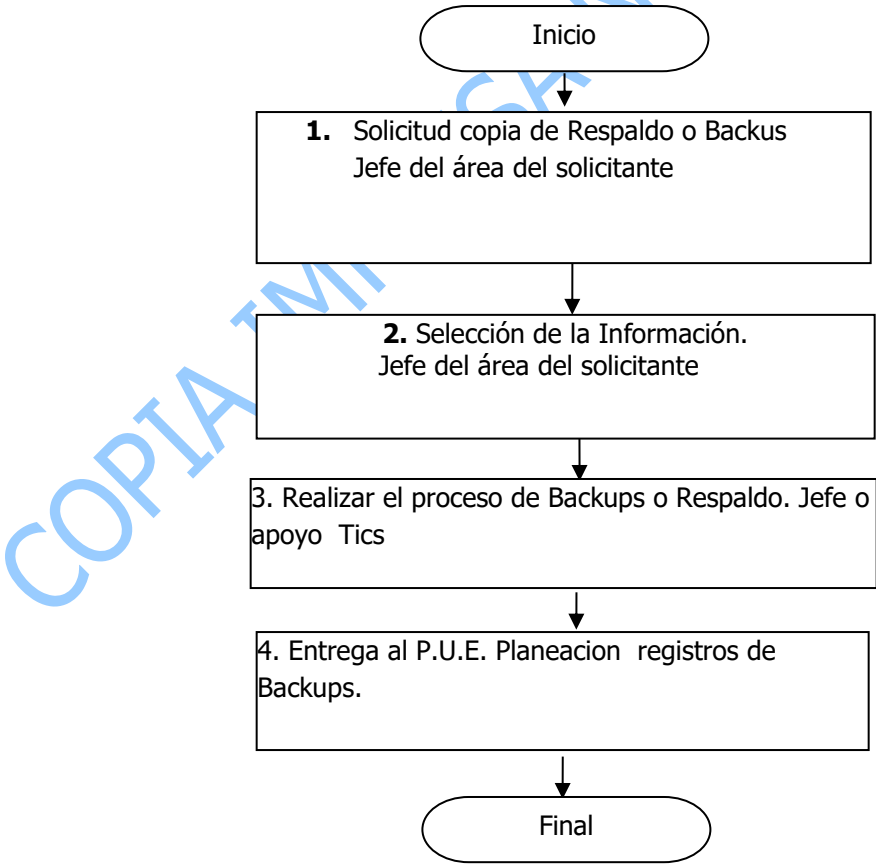 Inicio
1. Solicitud copia de Respaldo o Backus
Jefe del área del solicitante
2. Selección de la Información.
Jefe del área del solicitante
3. Realizar el proceso de Backups o Respaldo. Jefe o
apoyo Tics
4. Entrega al P.U.E. Planeacion registros de
Backups.
Final
COPIA